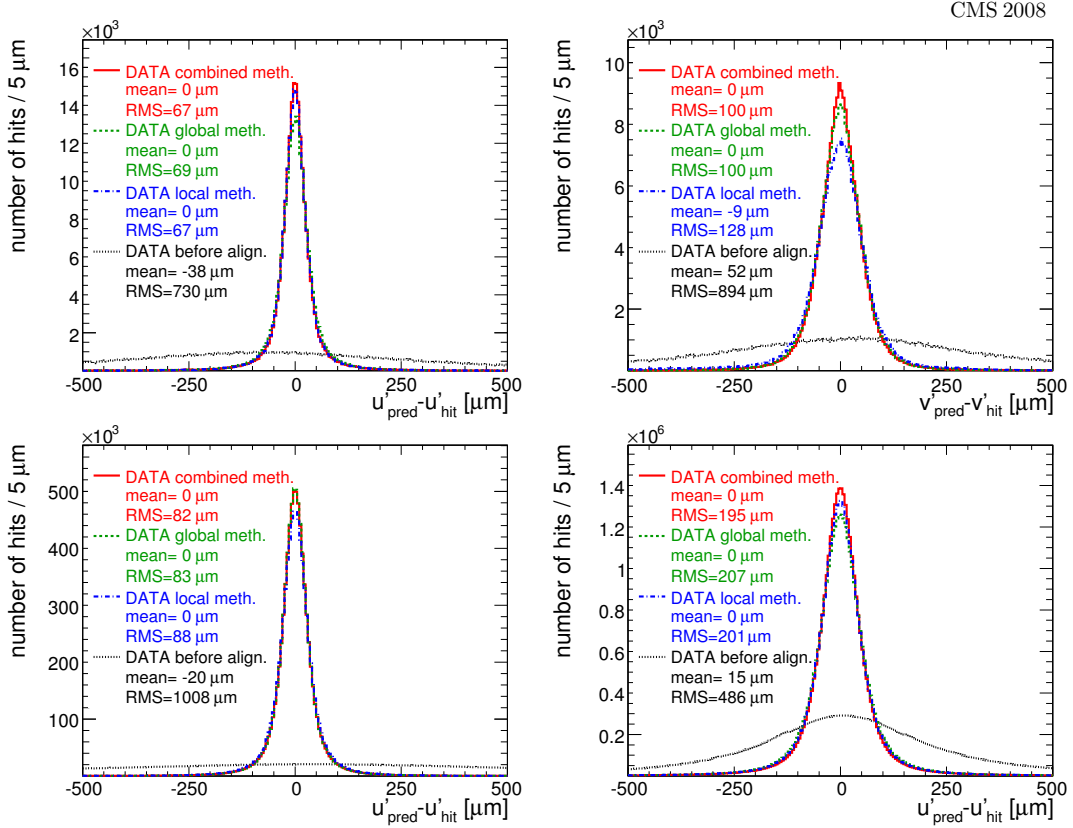 CMS 2008
×10³
number of hits / 5 μm
16
14
12
10
8
6
4
2
DATA combined meth.
mean= 0 μm
RMS=67 μm
DATA global meth.
mean= 0 μm
RMS=69 μm
DATA local meth.
mean= 0 μm
RMS=67 μm
DATA before align.
mean= -38 μm
RMS=730 μm
-500 -250 0 250 500
u'pred-u'hit [μm]
×10³
number of hits / 5 μm
10
8
6
4
2
DATA combined meth.
mean= 0 μm
RMS=100 μm
DATA global meth.
mean= 0 μm
RMS=100 μm
DATA local meth.
mean= -9 μm
RMS=128 μm
DATA before align.
mean= 52 μm
RMS=894 μm
-500 -250 0 250 500
v'pred-v'hit [μm]
×10³
number of hits / 5 μm
500
400
300
200
100
DATA combined meth.
mean= 0 μm
RMS=82 μm
DATA global meth.
mean= 0 μm
RMS=83 μm
DATA local meth.
mean= 0 μm
RMS=88 μm
DATA before align.
mean= -20 μm
RMS=1008 μm
-500 -250 0 250 500
u'pred-u'hit [μm]
×10⁶
number of hits / 5 μm
1.4
1.2
1
0.8
0.6
0.4
0.2
DATA combined meth.
mean= 0 μm
RMS=195 μm
DATA global meth.
mean= 0 μm
RMS=207 μm
DATA local meth.
mean= 0 μm
RMS=201 μm
DATA before align.
mean= 15 μm
RMS=486 μm
-500 -250 0 250 500
u'pred-u'hit [μm]